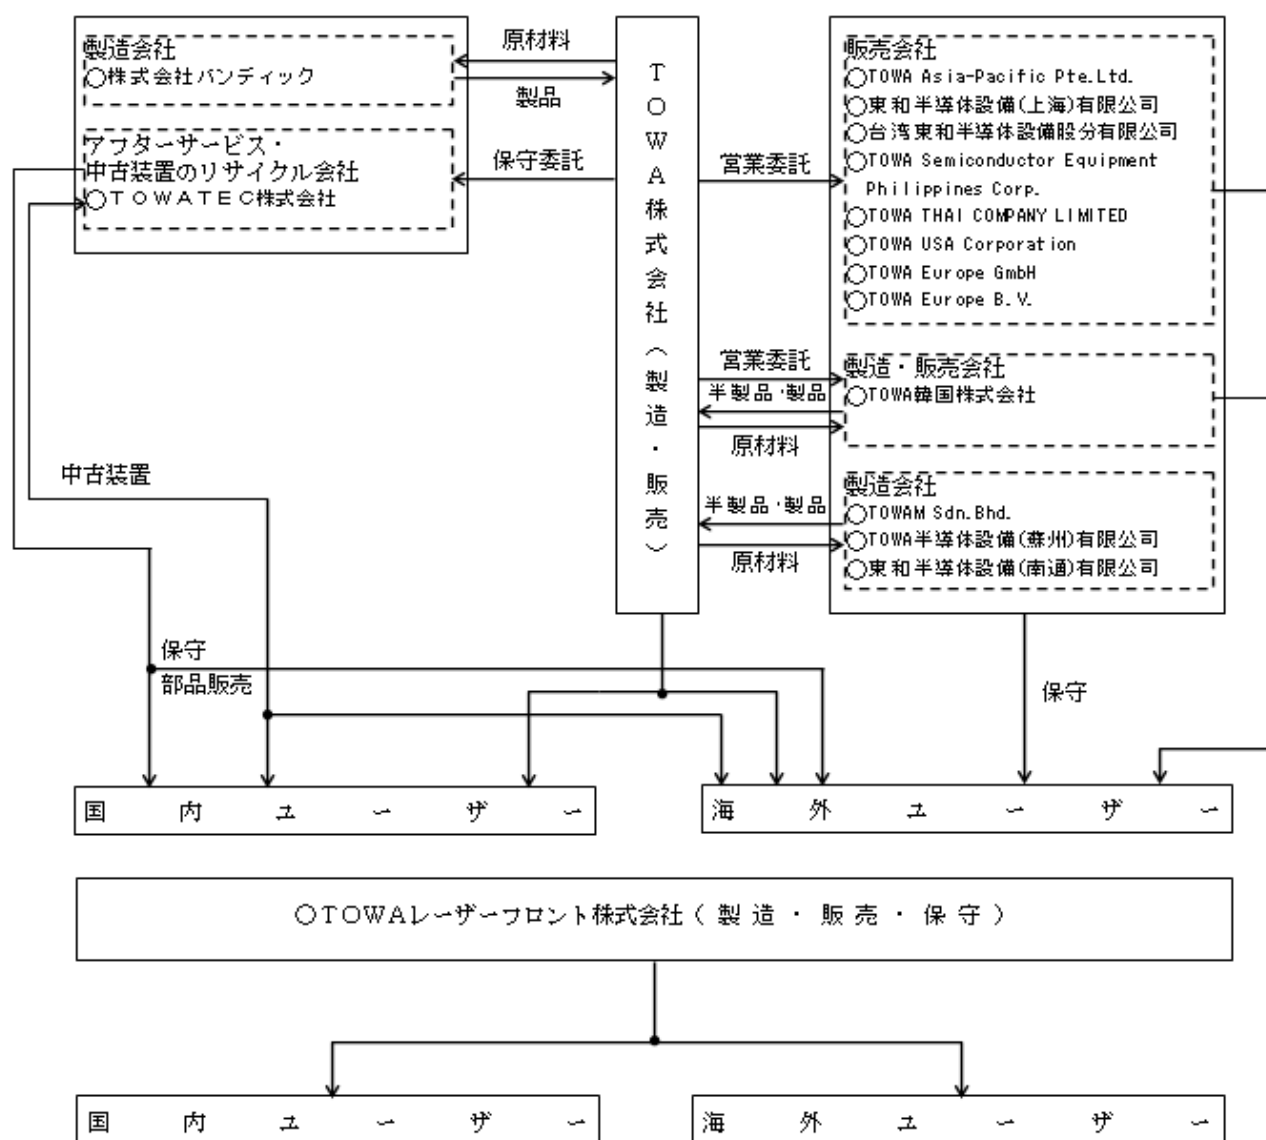 製造会社
○株式会社バンディック
アフターサービス・
中古装置のリサイクル会社
○ＴＯＷＡＴＥＣ株式会社
原材料
製品
保守委託
ＴＯＷＡ株式会社（製造・販売）
営業委託
販売会社
○TOWA Asia-Pacific Pte.Ltd.
○東和半導体設備(上海)有限公司
○台湾東和半導体設備股分有限公司
○TOWA Semiconductor Equipment
Philippines Corp.
○TOWA THAI COMPANY LIMITED
○TOWA USA Corporation
○TOWA Europe GmbH
○TOWA Europe B.V.
営業委託
半製品・製品
原材料
製造・販売会社
○TOWA韓国株式会社
半製品・製品
原材料
製造会社
○TOWAM Sdn.Bhd.
○TOWA半導体設備(蘇州)有限公司
○東和半導体設備(南通)有限公司
中古装置
保守
部品販売
保守
国内ユーザー
海外ユーザー
○TOWAレーザーフロント株式会社（製造・販売・保守）
国内ユーザー
海外ユーザー